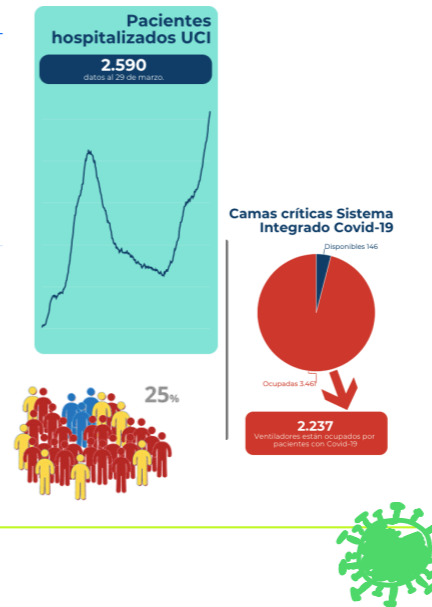 Pacientes
hospitalizados UCI
2.590
datos al 29 de marzo.
Camas críticas Sistema
Integrado Covid-19
Disponibles 146
Ocupadas 3.461
25%
2.237
Ventiladores están ocupados por
pacientes con Covid-19